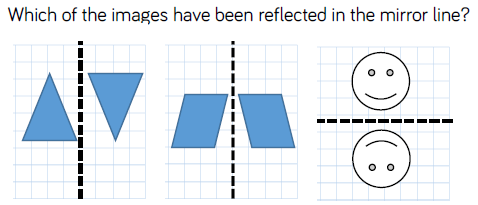 Which of the images have been reflected in the mirror line?